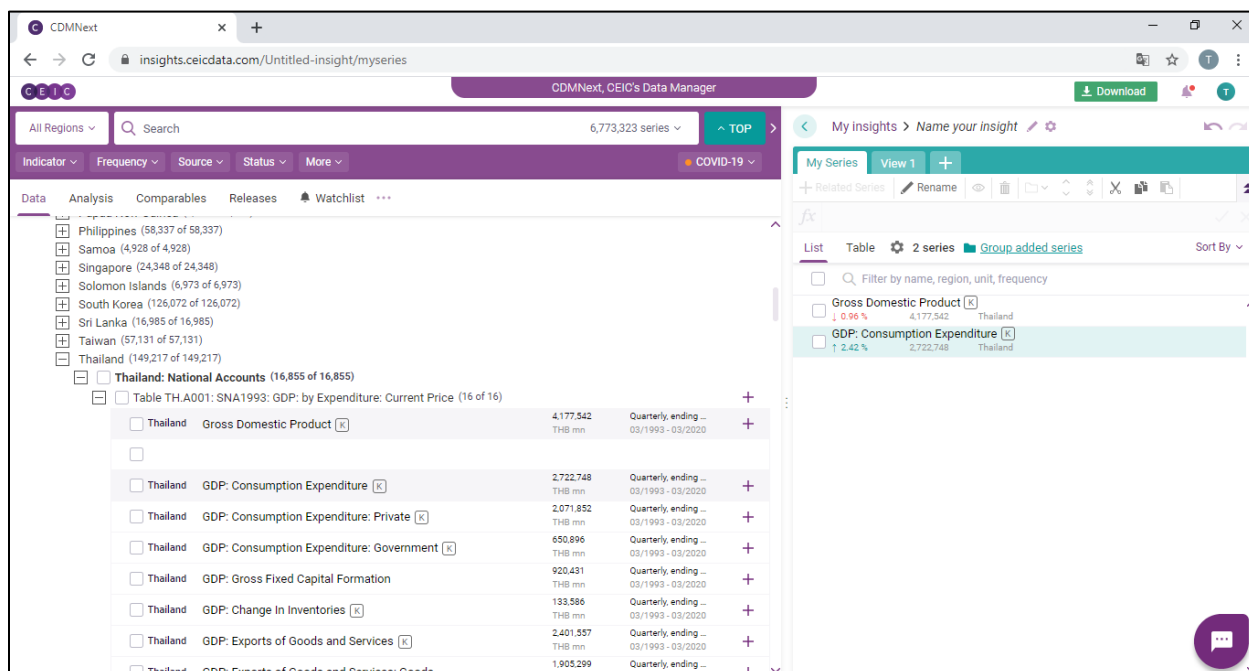 CDMNext
insights.ceicdata.com/Untitled-insight/myseries
T
CEIC
CDMNext, CEIC's Data Manager
Download
T
All Regions
Search
6,773,323 series
TOP
Indicator
Frequency
Source
Status
More
COVID-19
Data
Analysis
Comparables
Releases
Watchlist
Philippines (58,337 of 58,337)
Samoa (4,928 of 4,928)
Singapore (24,348 of 24,348)
Solomon Islands (6,973 of 6,973)
South Korea (126,072 of 126,072)
Sri Lanka (16,985 of 16,985)
Taiwan (57,131 of 57,131)
Thailand (149,217 of 149,217)
Thailand: National Accounts (16,855 of 16,855)
Table TH.A001: SNA1993: GDP: by Expenditure: Current Price (16 of 16)
Thailand Gross Domestic Product K 4,177,542 Quarterly, ending ...
THB mn 03/1993 - 03/2020
Thailand GDP: Consumption Expenditure K 2,722,748 Quarterly, ending ...
THB mn 03/1993 - 03/2020
Thailand GDP: Consumption Expenditure: Private K 2,071,852 Quarterly, ending ...
THB mn 03/1993 - 03/2020
Thailand GDP: Consumption Expenditure: Government K 650,896 Quarterly, ending ...
THB mn 03/1993 - 03/2020
Thailand GDP: Gross Fixed Capital Formation 920,431 Quarterly, ending ...
THB mn 03/1993 - 03/2020
Thailand GDP: Change In Inventories K 133,586 Quarterly, ending ...
THB mn 03/1993 - 03/2020
Thailand GDP: Exports of Goods and Services K 2,401,557 Quarterly, ending ...
THB mn 03/1993 - 03/2020
Thailand GDP: Exports of Goods and Services: Goods 1,905,299 Quarterly, ending ...
My insights > Name your insight
My Series
View 1
Related Series
Rename
fx
List
Table
2 series
Group added series
Sort By
Filter by name, region, unit, frequency
Gross Domestic Product K
0.96 % 4,177,542 Thailand
GDP: Consumption Expenditure K
2.42 % 2,722,748 Thailand